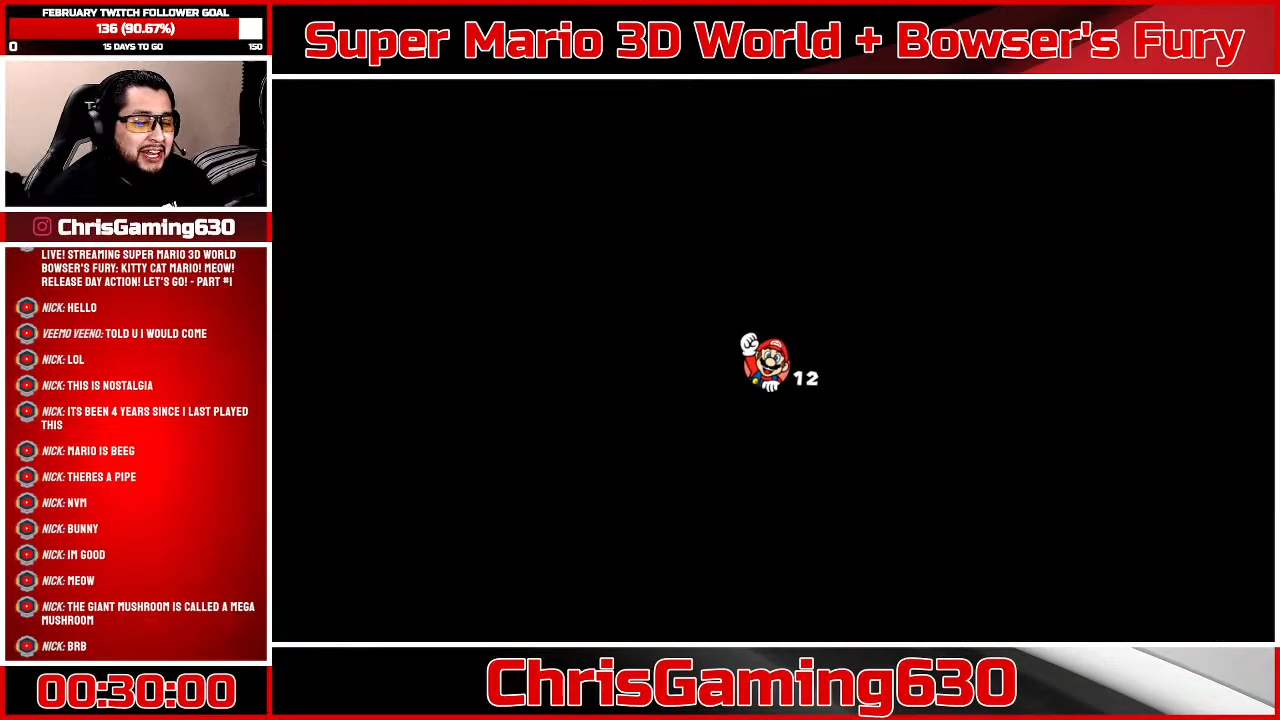 FEBRUARY TWITCH FOLLOWER GOAL
136 (90.67%)
0 15 DAYS TO GO 150
Super Mario 3D World + Bowser's Fury
ChrisGaming630
LIVE! STREAMING SUPER MARIO 3D WORLD
BOWSER'S FURY: KITTY CAT MARIO! MEOW!
RELEASE DAY ACTION! LET'S GO! - PART #1
NICK: HELLO
VEEMO VEENO: TOLD U I WOULD COME
NICK: LOL
NICK: THIS IS NOSTALGIA
NICK: ITS BEEN 4 YEARS SINCE I LAST PLAYED
THIS
NICK: MARIO IS BEEG
NICK: THERES A PIPE
NICK: NVM
NICK: BUNNY
NICK: IM GOOD
NICK: MEOW
NICK: THE GIANT MUSHROOM IS CALLED A MEGA
MUSHROOM
NICK: BRB
12
00:30:00
ChrisGaming630